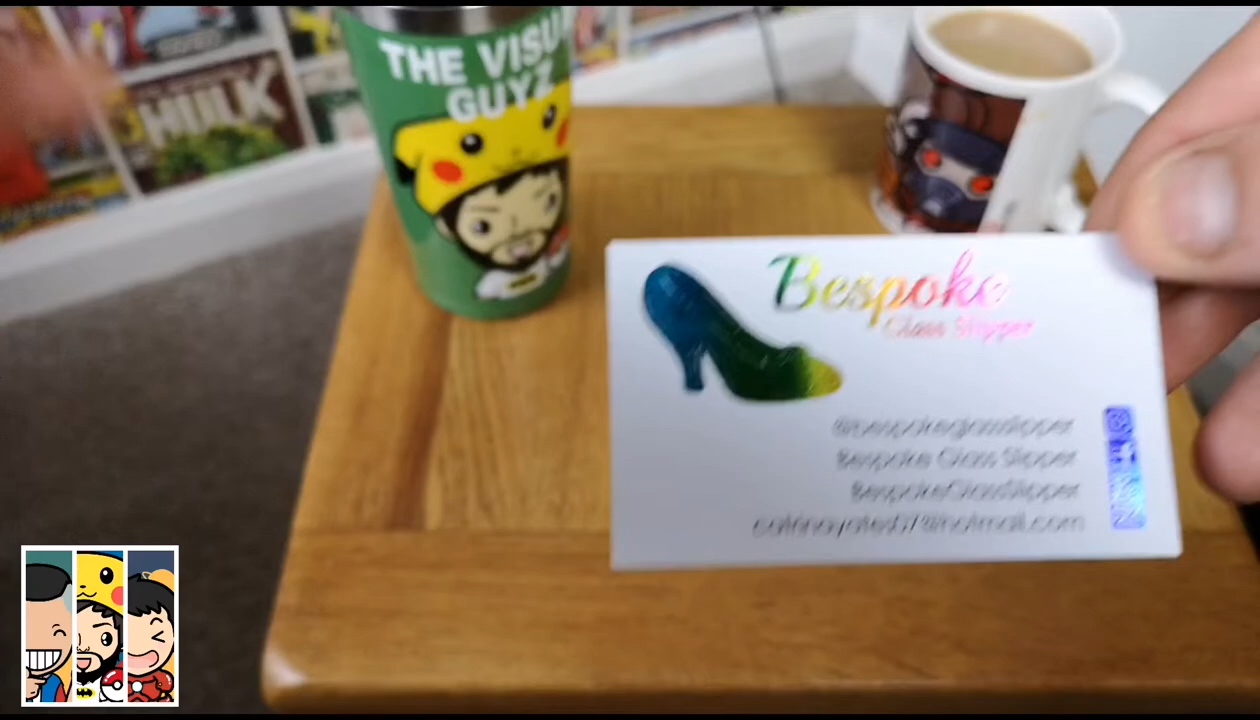 THE VISU
GUYZ
HULK
Bespoke
Glass Slipper
@bespokeglassslipper
Bespoke Glass Slipper
BespokeGlassSlipper